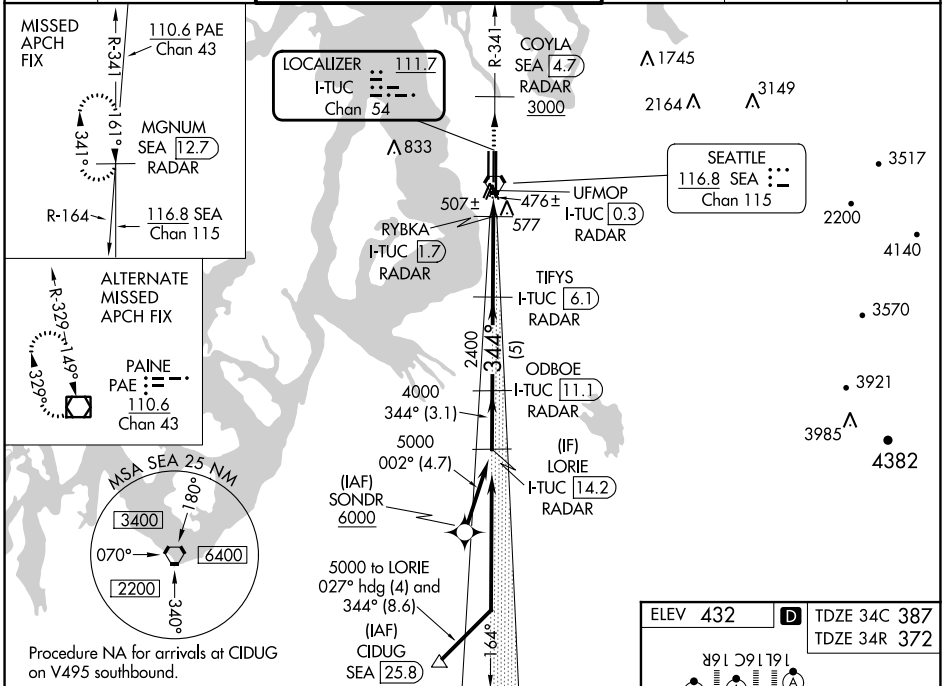 MISSED
APCH
FIX
110.6 PAE
Chan 43
R-341
161°
341°
MGNUM
SEA 12.7
RADAR
R-164
116.8 SEA
Chan 115
ALTERNATE
MISSED
APCH FIX
R-329
149°
329°
PAINE
PAE
110.6
Chan 43
MSA SEA 25 NM
180°
3400
070°
6400
2200
340°
Procedure NA for arrivals at CIDUG
on V495 southbound.
LOCALIZER 111.7
I-TUC
Chan 54
R-341
COYLA
SEA 4.7
RADAR
3000
1745
2164
3149
833
SEATTLE
116.8 SEA
Chan 115
3517
2200
4140
507± 476±
577
UFMOP
I-TUC 0.3
RADAR
RYBKA
I-TUC 1.7
RADAR
TIFYS
I-TUC 6.1
RADAR
3570
2400
344°
(5)
ODBOE
I-TUC 11.1
RADAR
3921
3985
4382
4000
344° (3.1)
5000
002° (4.7)
(IF)
LORIE
I-TUC 14.2
RADAR
(IAF)
SONDR
6000
5000 to LORIE
027° hdg (4) and
344° (8.6)
(IAF)
CIDUG
SEA 25.8
164°
ELEV 432 D TDZE 34C 387
TDZE 34R 372
16R 16C 16L
A